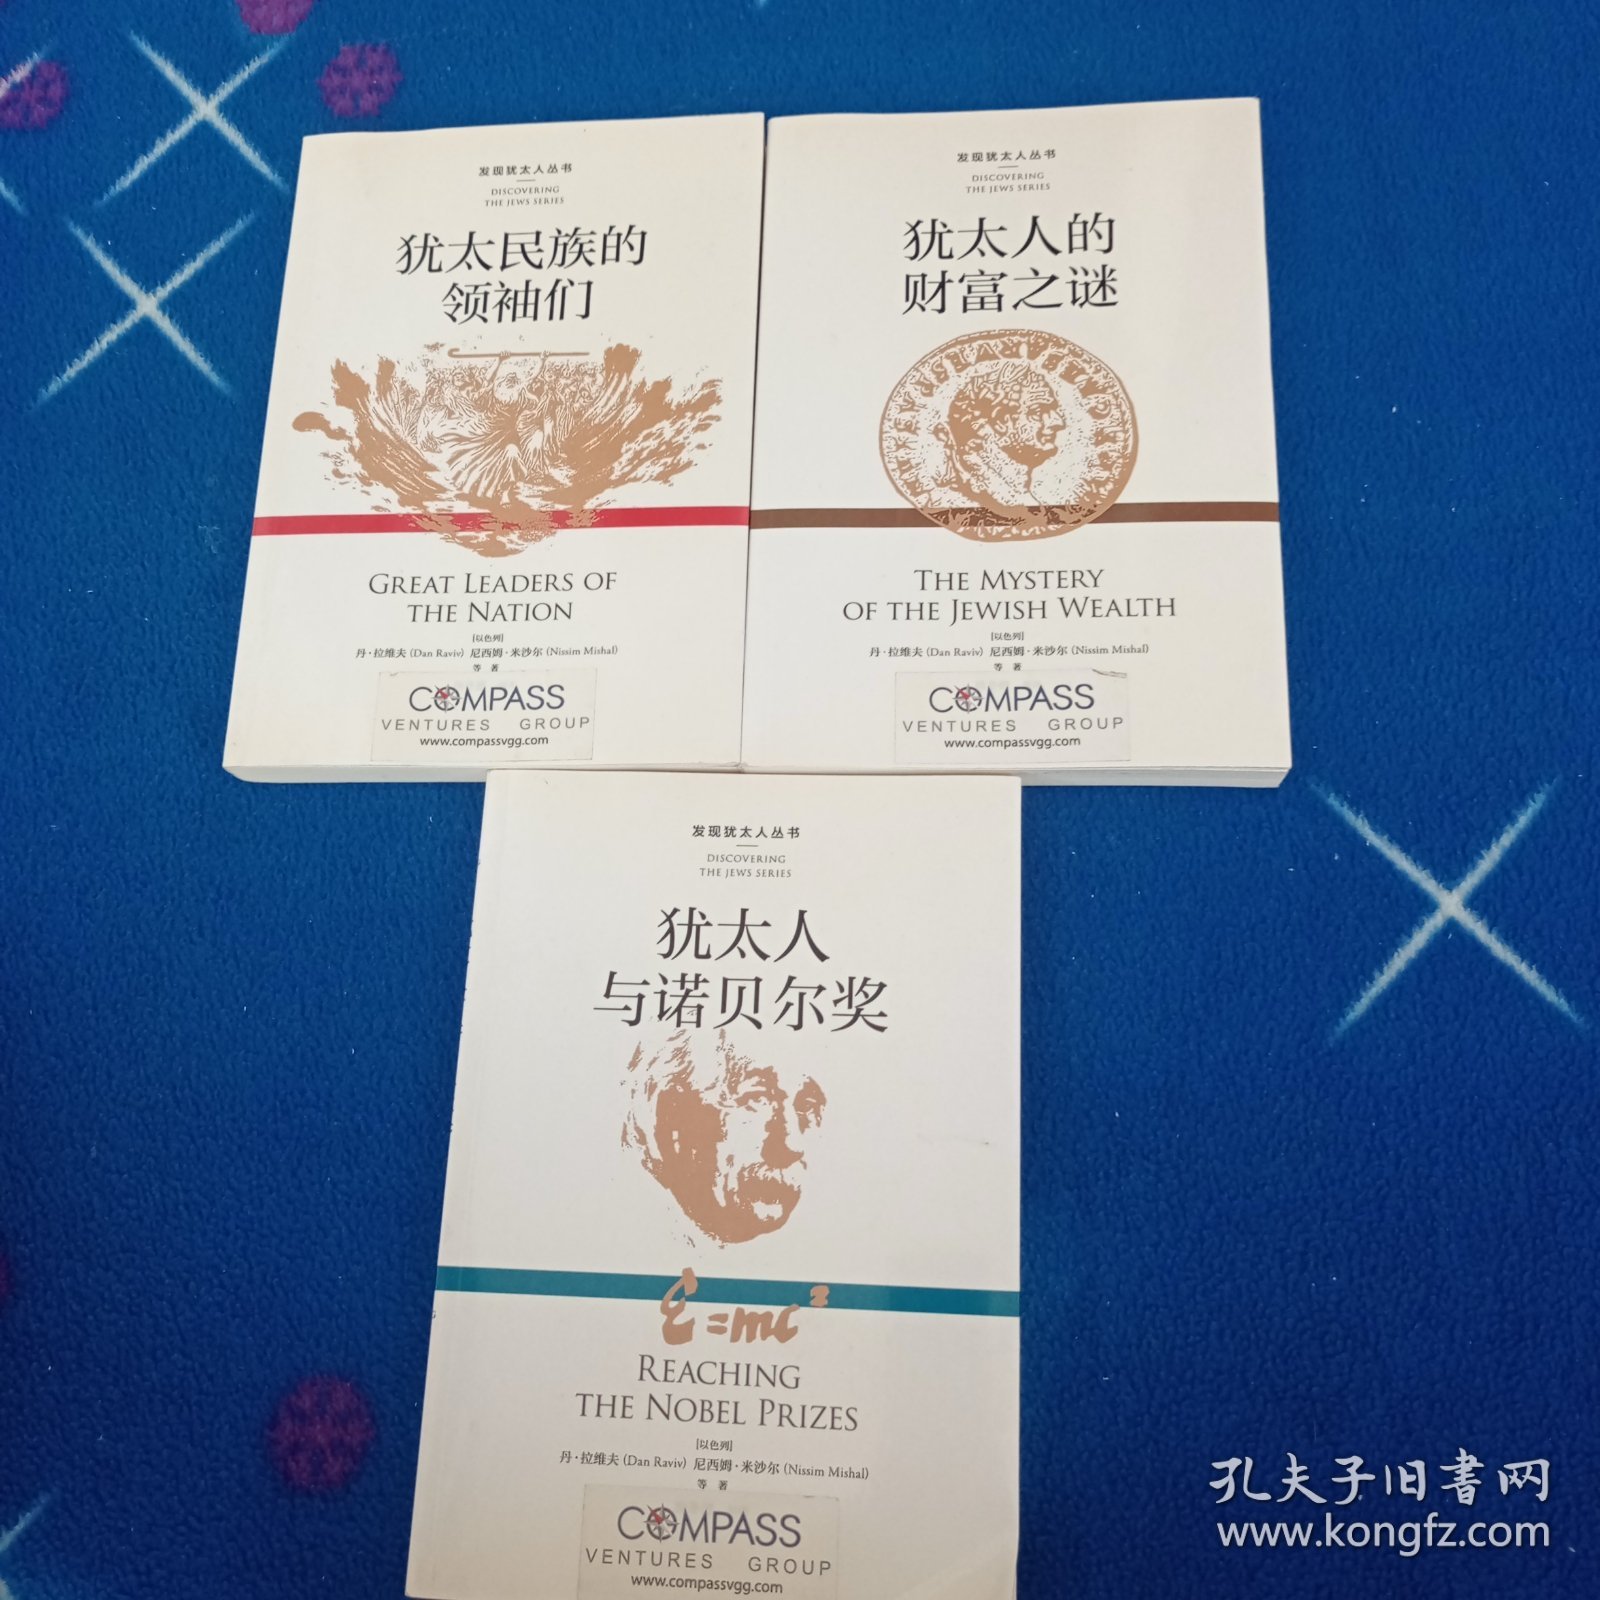 发现犹太人丛书
DISCOVERING
THE JEWS SERIES
犹太民族的
领袖们
GREAT LEADERS OF
THE NATION
[以色列]
丹·拉维夫(Dan Raviv) 尼西姆·米沙尔(Nissim Mishal)
等 著
COMPASS
VENTURES GROUP
www.compassvgg.com
发现犹太人丛书
DISCOVERING
THE JEWS SERIES
犹太人的
财富之谜
THE MYSTERY
OF THE JEWISH WEALTH
[以色列]
丹·拉维夫(Dan Raviv) 尼西姆·米沙尔(Nissim Mishal)
等 著
COMPASS
VENTURES GROUP
www.compassvgg.com
发现犹太人丛书
DISCOVERING
THE JEWS SERIES
犹太人
与诺贝尔奖
E=mc²
REACHING
THE NOBEL PRIZES
[以色列]
丹·拉维夫(Dan Raviv) 尼西姆·米沙尔(Nissim Mishal)
等 著
COMPASS
VENTURES GROUP
www.compassvgg.com
孔夫子旧書网
www.kongfz.com